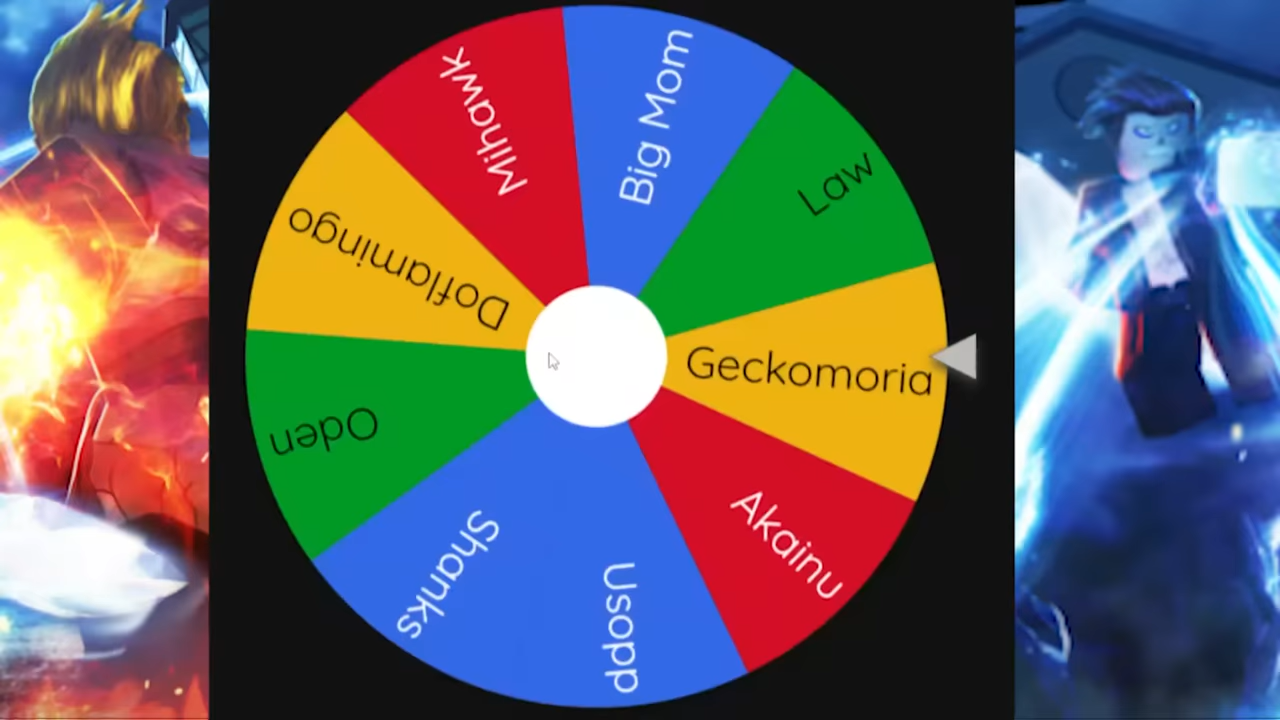 Big Mom
Law
Geckomoria
Akainu
Usopp
Shanks
Oden
Doflamingo
Mihawk